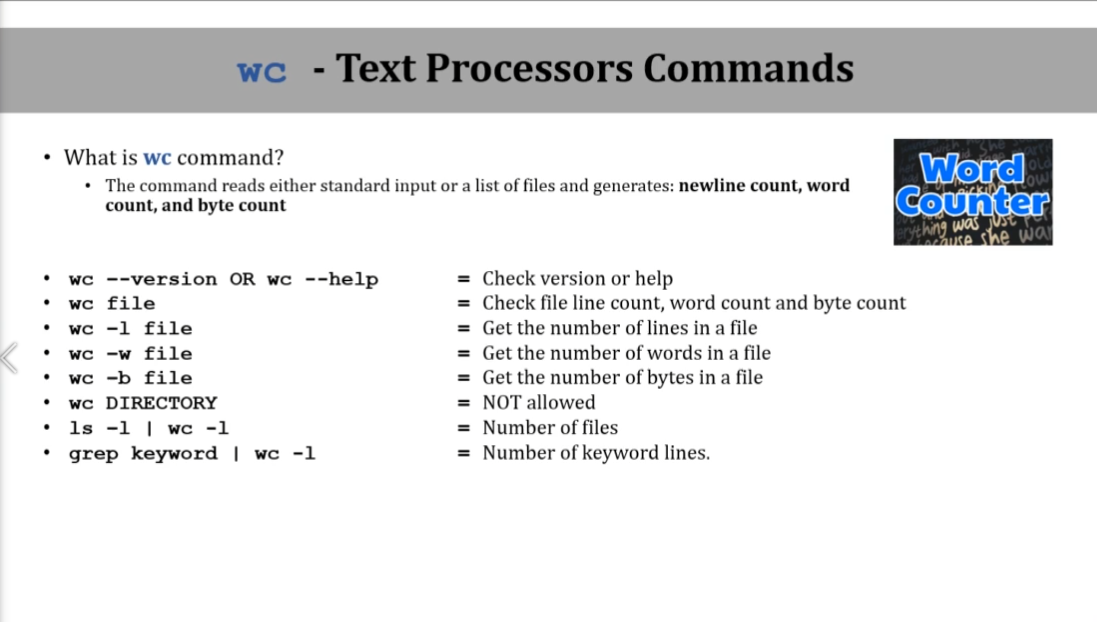 wc - Text Processors Commands
• What is wc command?
• The command reads either standard input or a list of files and generates: newline count, word
count, and byte count
Word
Counter
• wc --version OR wc --help = Check version or help
• wc file = Check file line count, word count and byte count
• wc -l file = Get the number of lines in a file
• wc -w file = Get the number of words in a file
• wc -b file = Get the number of bytes in a file
• wc DIRECTORY = NOT allowed
• ls -l | wc -l = Number of files
• grep keyword | wc -l = Number of keyword lines.